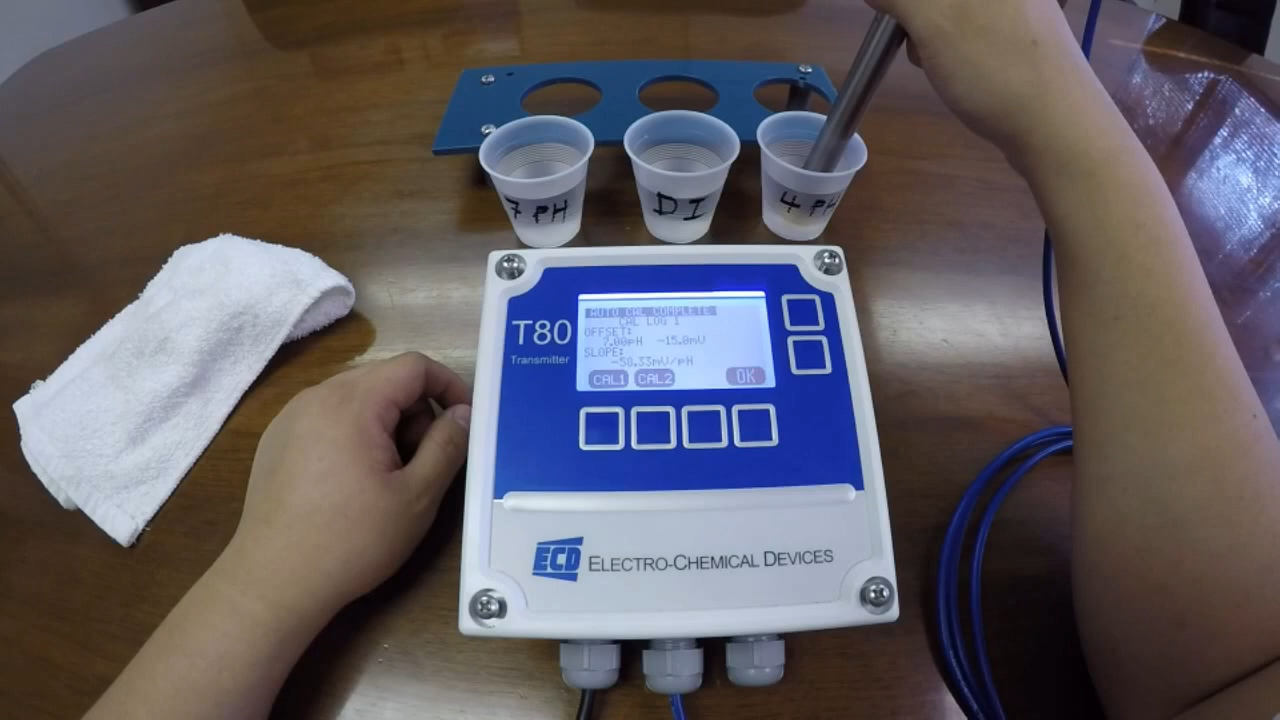 7 PH
DI
4 PH
T80
Transmitter
AUTO CAL COMPLETE
CAL LOG 1
OFFSET:
7.00pH -15.0mV
SLOPE:
-58.33mV/pH
CAL1 CAL2 OK
ECD ELECTRO-CHEMICAL DEVICES